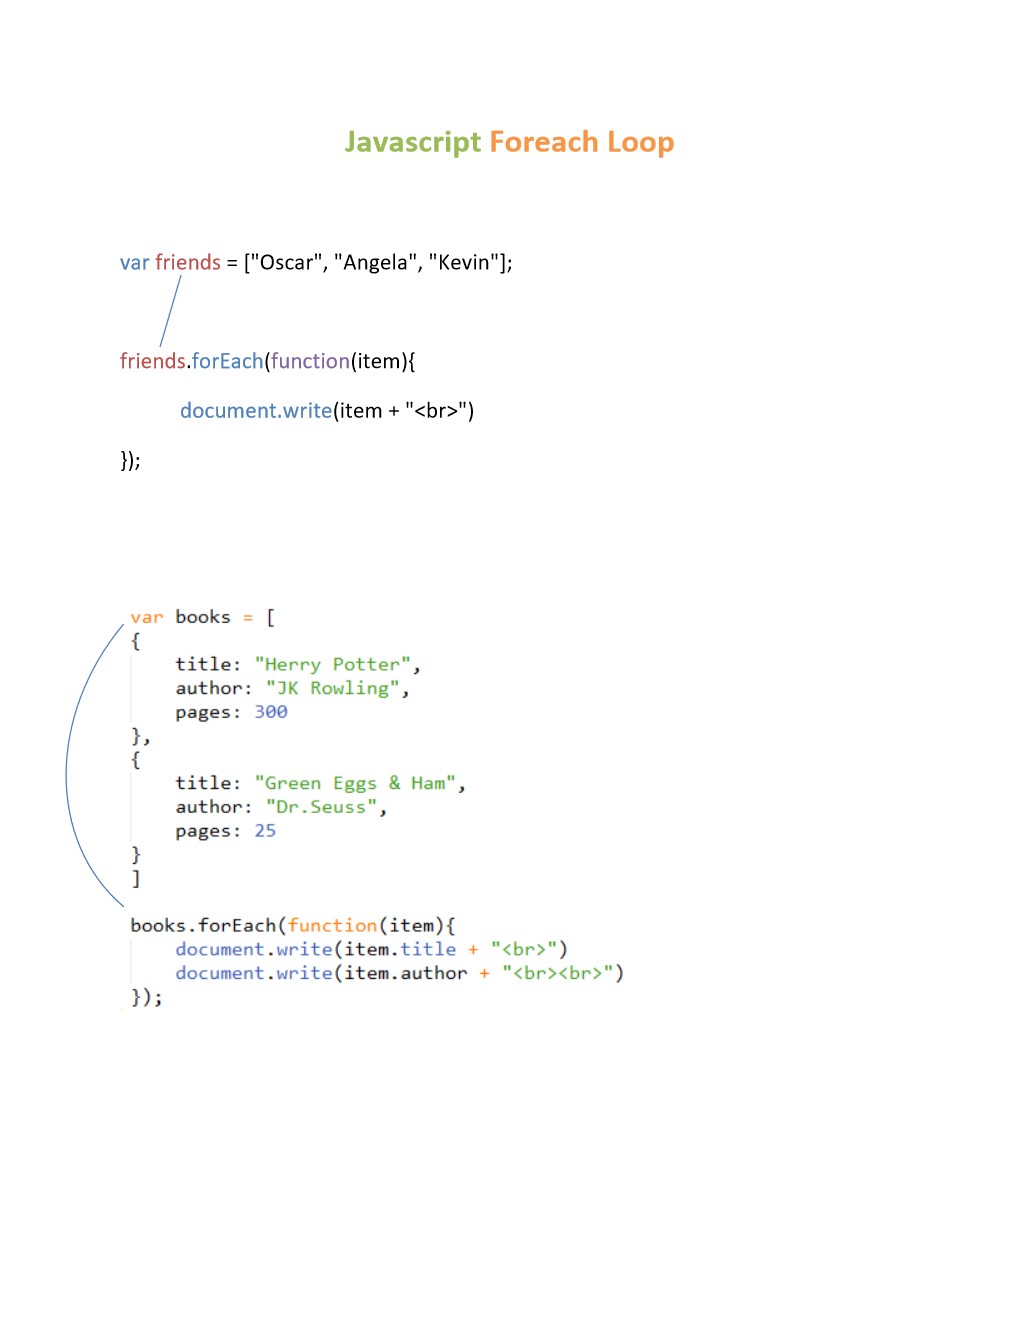 Javascript Foreach Loop
var friends = ["Oscar", "Angela", "Kevin"];
friends.forEach(function(item){
document.write(item + "<br>")
});
var books = [
{
title: "Herry Potter",
author: "JK Rowling",
pages: 300
},
{
title: "Green Eggs & Ham",
author: "Dr.Seuss",
pages: 25
}
]
books.forEach(function(item){
document.write(item.title + "<br>")
document.write(item.author + "<br><br>")
});